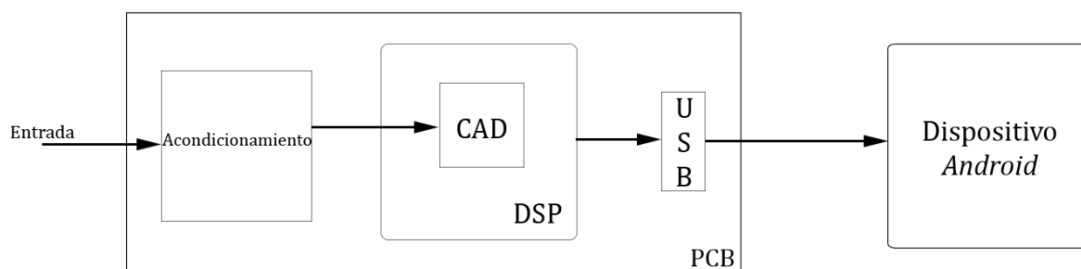 Entrada
Acondicionamiento
CAD
DSP
U
S
B
PCB
Dispositivo
Android